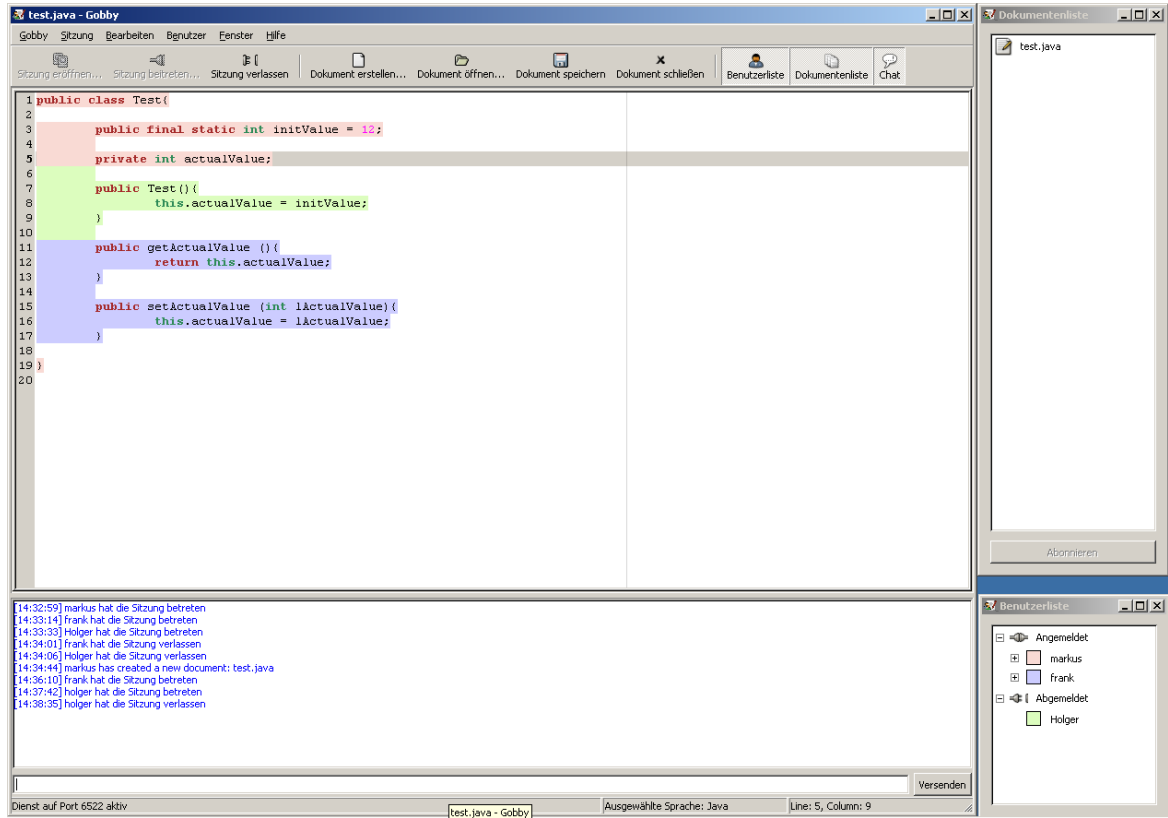 test.java - Gobby
Gobby Sitzung Bearbeiten Benutzer Fenster Hilfe
Sitzung eröffnen... Sitzung beitreten... Sitzung verlassen Dokument erstellen... Dokument öffnen... Dokument speichern Dokument schließen Benutzerliste Dokumentenliste Chat
1 public class Test{
2
3 public final static int initValue = 12;
4
5 private int actualValue;
6
7 public Test(){
8 this.actualValue = initValue;
9 }
10
11 public getActualValue (){
12 return this.actualValue;
13 }
14
15 public setActualValue (int lActualValue){
16 this.actualValue = lActualValue;
17 }
18
19 }
20
[14:32:59] markus hat die Sitzung betreten
[14:33:14] frank hat die Sitzung betreten
[14:33:33] Holger hat die Sitzung betreten
[14:34:01] frank hat die Sitzung verlassen
[14:34:06] Holger hat die Sitzung verlassen
[14:34:44] markus has created a new document: test.java
[14:36:10] frank hat die Sitzung betreten
[14:37:42] holger hat die Sitzung betreten
[14:38:35] holger hat die Sitzung verlassen
Versenden
Dienst auf Port 6522 aktiv
Ausgewählte Sprache: Java
Line: 5, Column: 9
test.java - Gobby
Dokumentenliste
test.java
Abonnieren
Benutzerliste
Angemeldet
markus
frank
Abgemeldet
Holger